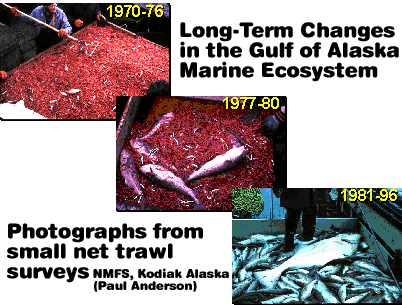 1970-76
Long-Term Changes
in the Gulf of Alaska
Marine Ecosystem
1977-80
1981-96
Photographs from
small net trawl
surveys NMFS, Kodiak Alaska
(Paul Anderson)